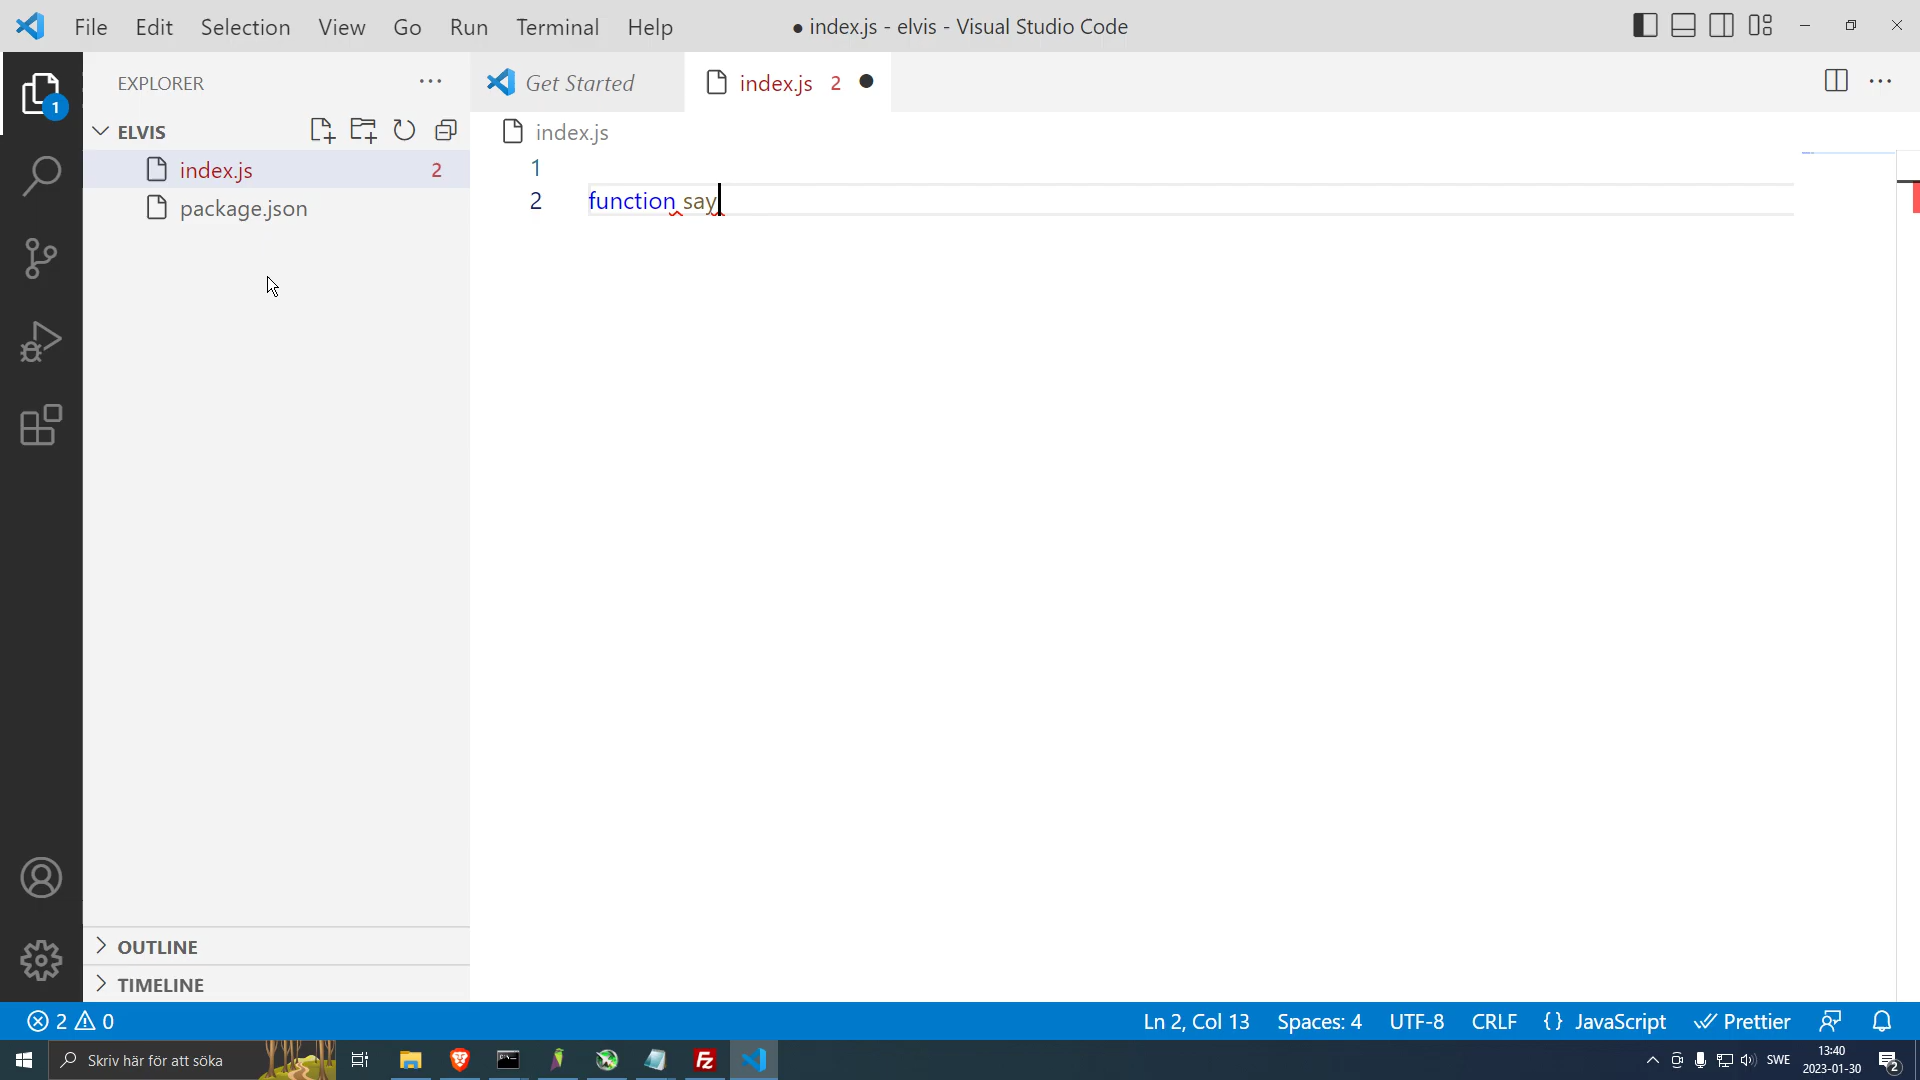 File Edit Selection View Go Run Terminal Help
● index.js - elvis - Visual Studio Code
EXPLORER
Get Started
index.js 2
ELVIS
index.js
index.js 2
package.json
1
2 function say
1
OUTLINE
TIMELINE
2 0
Ln 2, Col 13 Spaces: 4 UTF-8 CRLF {} JavaScript Prettier
Skriv här för att söka
SWE
13:40
2023-01-30
2